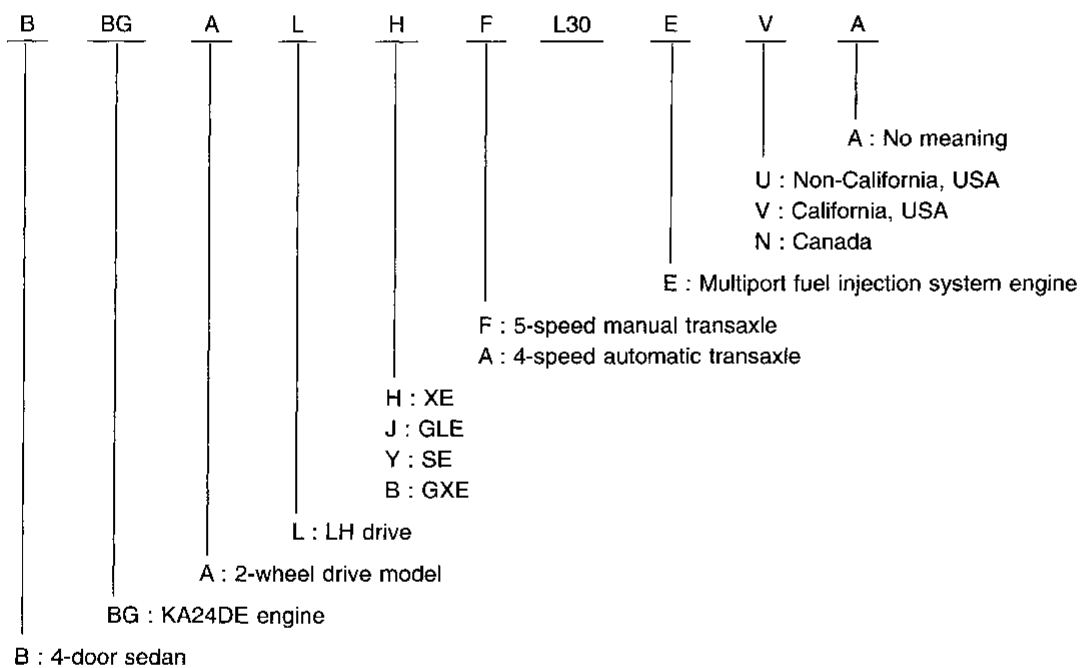 B BG A L H F L30 E V A
A : No meaning
U : Non-California, USA
V : California, USA
N : Canada
E : Multiport fuel injection system engine
F : 5-speed manual transaxle
A : 4-speed automatic transaxle
H : XE
J : GLE
Y : SE
B : GXE
L : LH drive
A : 2-wheel drive model
BG : KA24DE engine
B : 4-door sedan